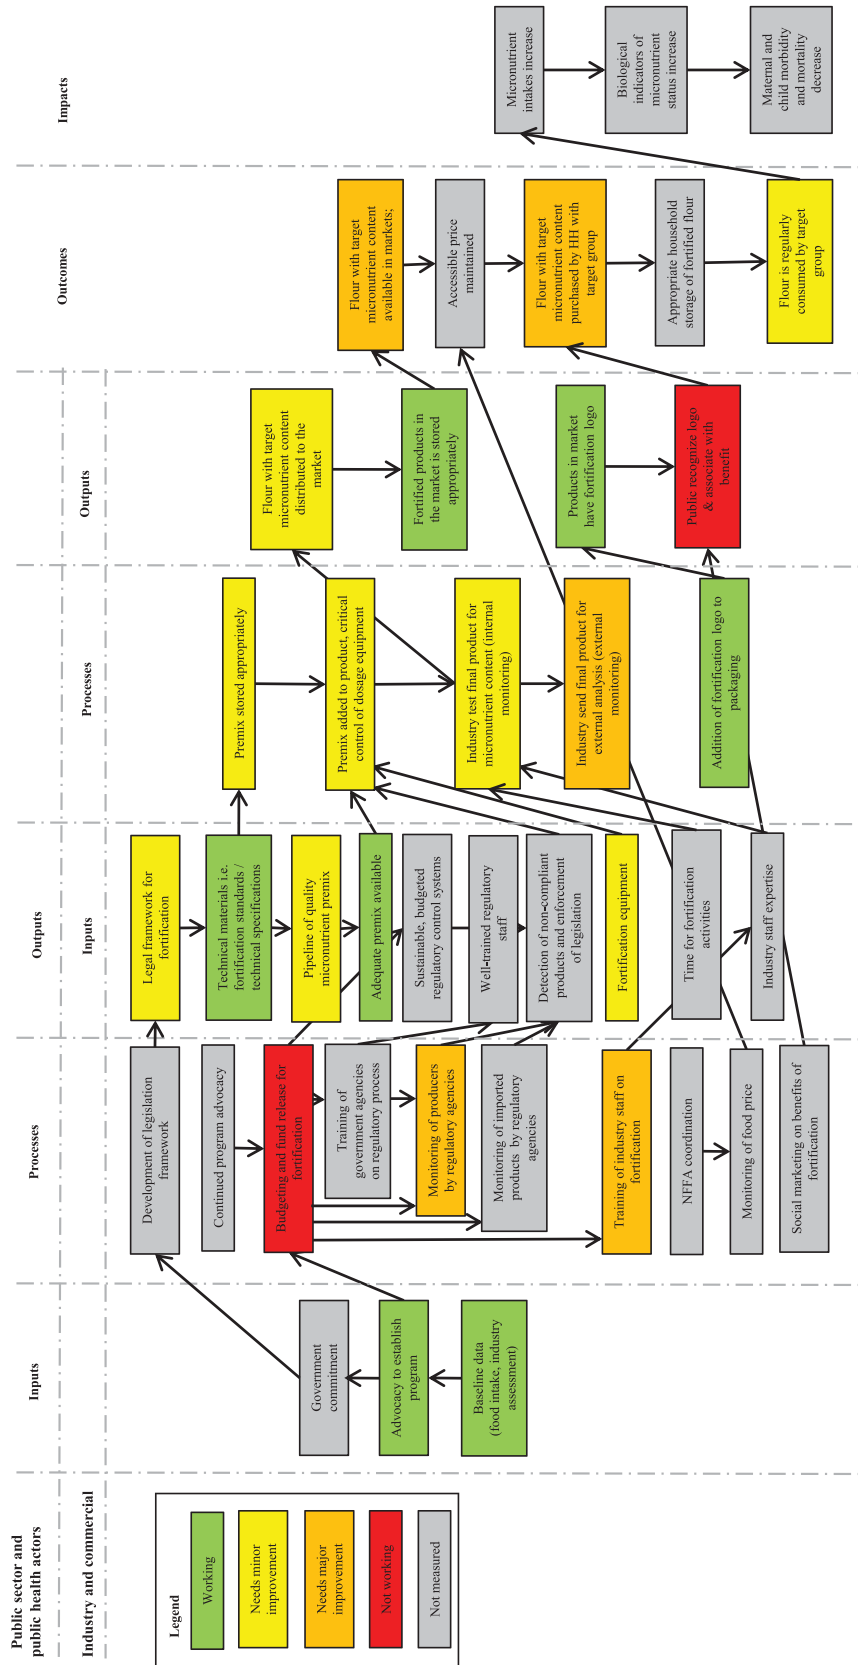 Public sector and
public health actors
Inputs
Processes
Outputs
Outcomes
Impacts
Industry and commercial
Inputs
Processes
Outputs
Legend
Working
Needs minor
improvement
Needs major
improvement
Not working
Not measured
Government
commitment
Advocacy to establish
program
Baseline data
(food intake, industry
assessment)
Development of legislation
framework
Continued program advocacy
Budgeting and fund release for
fortification
Training of
government agencies
on regulatory process
Monitoring of producers
by regulatory agencies
Monitoring of imported
products by regulatory
agencies
Training of industry staff on
fortification
NFFA coordination
Monitoring of food price
Social marketing on benefits of
fortification
Legal framework for
fortification
Technical materials i.e.
fortification standards /
technical specifications
Pipeline of quality
micronutrient premix
Adequate premix available
Sustainable, budgeted
regulatory control systems
Well-trained regulatory
staff
Detection of non-compliant
products and enforcement
of legislation
Fortification equipment
Time for fortification
activities
Industry staff expertise
Premix stored appropriately
Premix added to product, critical
control of dosage equipment
Industry test final product for
micronutrient content (internal
monitoring)
Industry send final product for
external analysis (external
monitoring)
Addition of fortification logo to
packaging
Flour with target
micronutrient content
distributed to the
market
Fortified products in
the market is stored
appropriately
Products in market
have fortification logo
Public recognize logo
& associate with
benefit
Flour with target
micronutrient content
available in markets;
Accessible price
maintained
Flour with target
micronutrient content
purchased by HH with
target group
Appropriate household
storage of fortified flour
Flour is regularly
consumed by target
group
Micronutrient
intakes increase
Biological
indicators of
micronutrient
status increase
Maternal and
child morbidity
and mortality
decrease